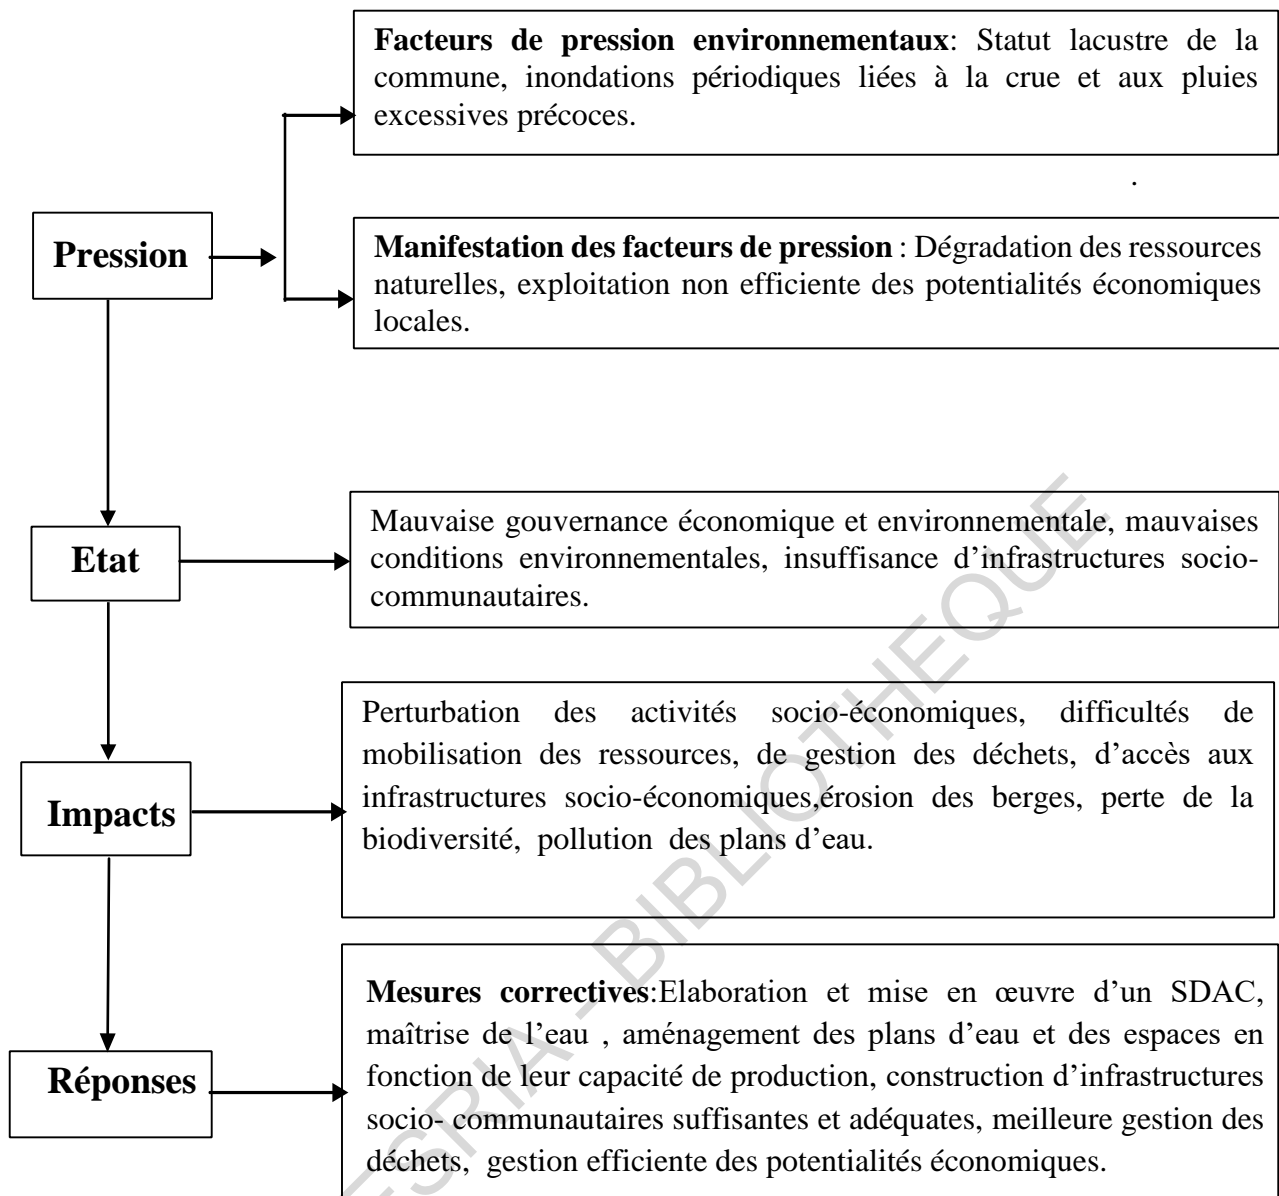 Facteurs de pression environnementaux: Statut lacustre de la
commune, inondations périodiques liées à la crue et aux pluies
excessives précoces.
.
Pression
Manifestation des facteurs de pression : Dégradation des ressources
naturelles, exploitation non efficiente des potentialités économiques
locales.
Etat
Mauvaise gouvernance économique et environnementale, mauvaises
conditions environnementales, insuffisance d’infrastructures socio-
communautaires.
Impacts
Perturbation des activités socio-économiques, difficultés de
mobilisation des ressources, de gestion des déchets, d’accès aux
infrastructures socio-économiques,érosion des berges, perte de la
biodiversité, pollution des plans d’eau.
Réponses
Mesures correctives:Elaboration et mise en œuvre d’un SDAC,
maîtrise de l’eau , aménagement des plans d’eau et des espaces en
fonction de leur capacité de production, construction d’infrastructures
socio- communautaires suffisantes et adéquates, meilleure gestion des
déchets, gestion efficiente des potentialités économiques.
ESRIA - BIBLIOTHEQUE